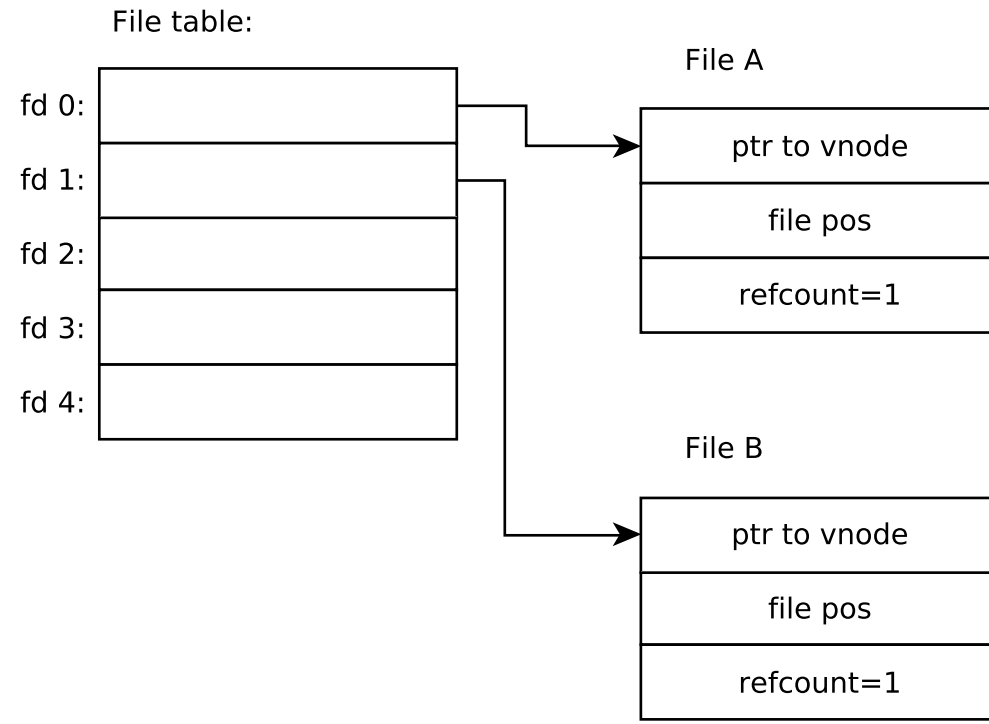 File table:
fd 0:
fd 1:
fd 2:
fd 3:
fd 4:
File A
ptr to vnode
file pos
refcount=1
File B
ptr to vnode
file pos
refcount=1